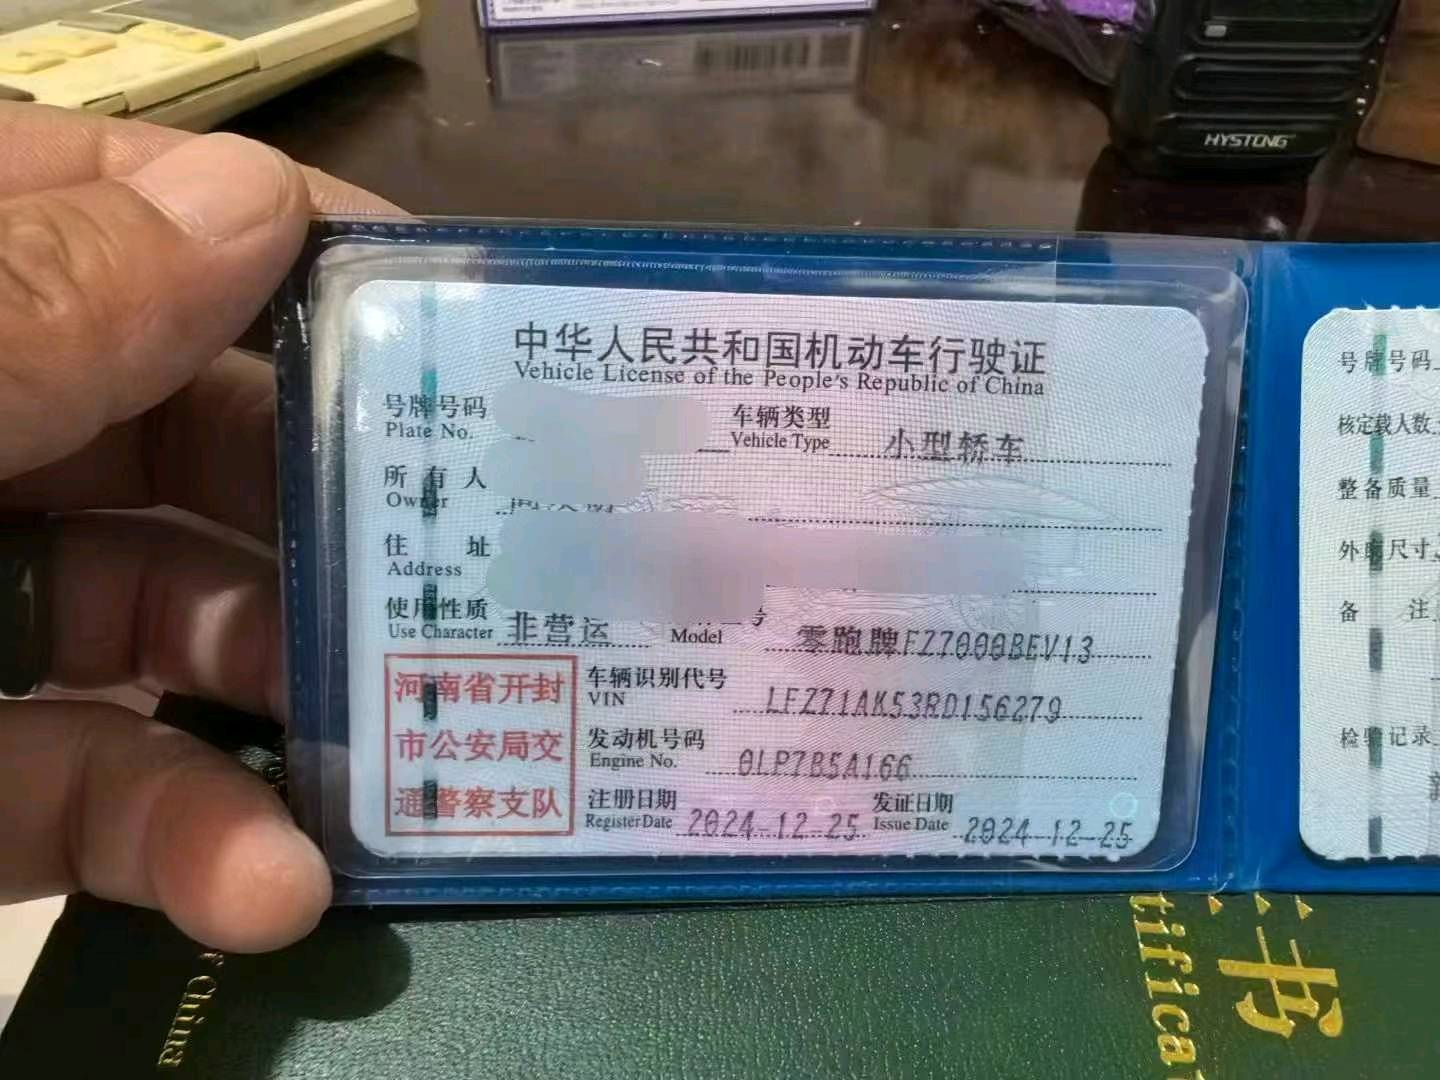 HYSTONG
中华人民共和国机动车行驶证
Vehicle License of the People's Republic of China
号牌号码
Plate No.
车辆类型
Vehicle Type
小型轿车
所有人
Owner
住址
Address
使用性质
Use Character
非营运
号
Model
零跑牌FZ7000BEV13
河南省开封
市公安局交
通警察支队
车辆识别代号
VIN
LFZ71AK53RD156279
发动机号码
Engine No.
0LP7B5A166
注册日期
Register Date
2024-12-25
发证日期
Issue Date
2024-12-25
号牌号码
核定载人数
整备质量
外廓尺寸
备注
检验记录
书
tifica
China